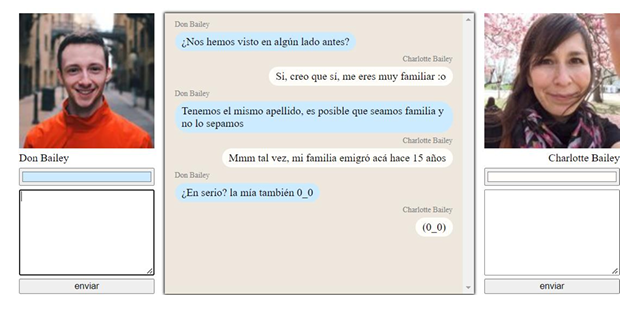 Don Bailey
¿Nos hemos visto en algún lado antes?
Charlotte Bailey
Si, creo que sí, me eres muy familiar :o
Don Bailey
Tenemos el mismo apellido, es posible que seamos familia y
no lo sepamos
Charlotte Bailey
Mmm tal vez, mi familia emigró acá hace 15 años
Don Bailey
¿En serio? la mía también 0_0
Charlotte Bailey
(0_0)
Don Bailey
enviar
Charlotte Bailey
enviar